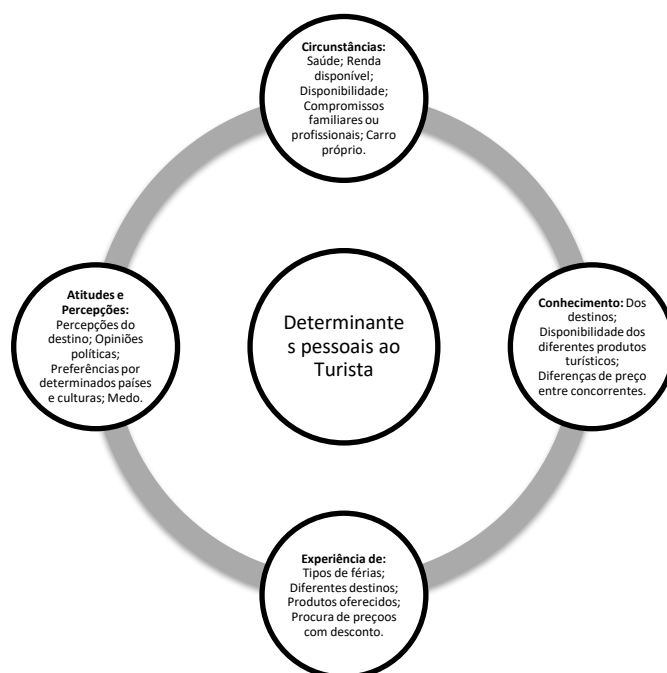 Circunstâncias:
Saúde; Renda
disponível;
Disponibilidade;
Compromissos
familiares ou
profissionais; Carro
próprio.
Atitudes e
Percepções:
Percepções do
destino; Opiniões
políticas;
Preferências por
determinados países
e culturas; Medo.
Determinante
s pessoais ao
Turista
Conhecimento: Dos
destinos;
Disponibilidade dos
diferentes produtos
turísticos;
Diferenças de preço
entre concorrentes.
Experiência de:
Tipos de férias;
Diferentes destinos;
Produtos oferecidos;
Procura de preçoos
com desconto.